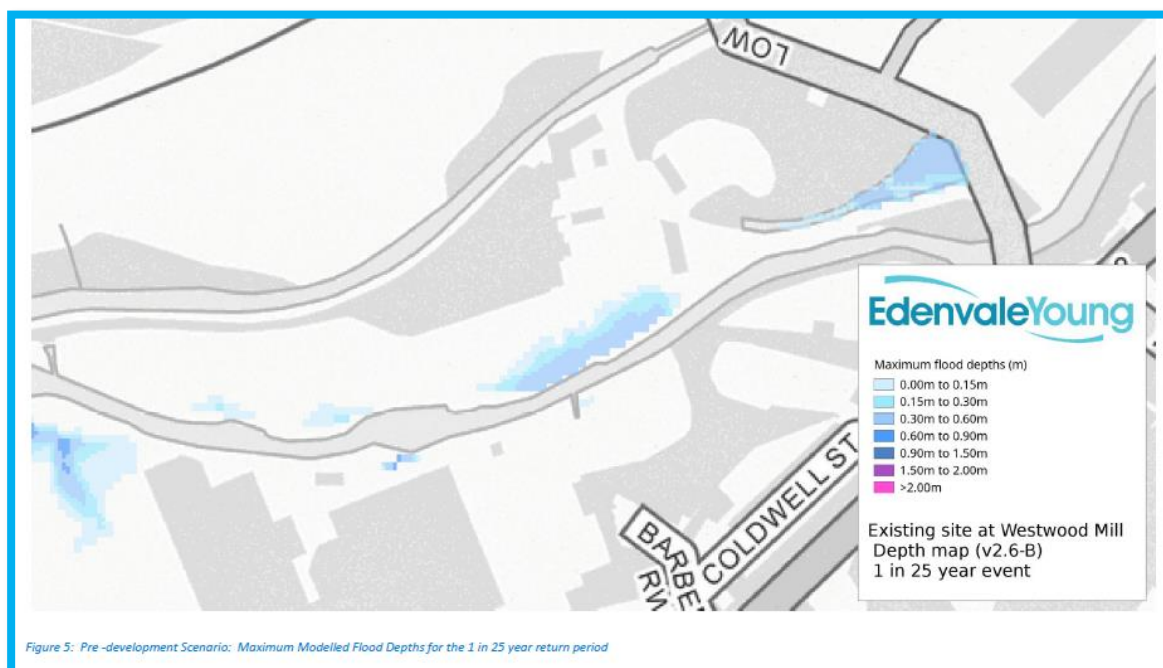 LOW
EdenvaleYoung
Maximum flood depths (m)
0.00m to 0.15m
0.15m to 0.30m
0.30m to 0.60m
0.60m to 0.90m
0.90m to 1.50m
1.50m to 2.00m
>2.00m
Existing site at Westwood Mill
Depth map (v2.6-B)
1 in 25 year event
COLDWELL ST
BARBE
RW
Figure 5: Pre -development Scenario: Maximum Modelled Flood Depths for the 1 in 25 year return period